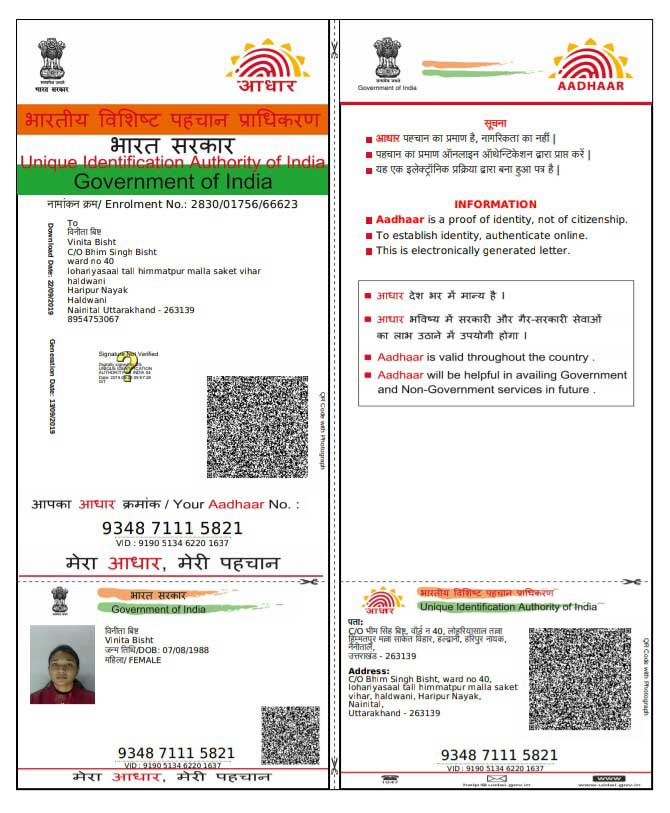 सत्यमेव जयते
भारत सरकार
आधार
भारतीय विशिष्ट पहचान प्राधिकरण
भारत सरकार
Unique Identification Authority of India
Government of India
नामांकन क्रम/ Enrolment No.: 2830/01756/66623
Download Date: 22/09/2019
Generation Date: 13/09/2019
To
विनीता बिष्ट
Vinita Bisht
C/O Bhim Singh Bisht
ward no 40
lohariyasaal tall himmatpur malla saket vihar
haldwani
Haripur Nayak
Haldwani
Nainital Uttarakhand - 263139
8954753067
Signature Not Verified
QR Code with Photograph
आपका आधार क्रमांक / Your Aadhaar No. :
9348 7111 5821
VID : 9190 5134 6220 1637
मेरा आधार, मेरी पहचान
भारत सरकार
Government of India
विनीता बिष्ट
Vinita Bisht
जन्म तिथि/DOB: 07/08/1988
महिला/ FEMALE
9348 7111 5821
VID : 9190 5134 6220 1637
मेरा आधार, मेरी पहचान
सत्यमेव जयते
Government of India
AADHAAR
सूचना
आधार पहचान का प्रमाण है, नागरिकता का नहीं |
पहचान का प्रमाण ऑनलाइन ऑथेन्टिकेशन द्वारा प्राप्त करें |
यह एक इलेक्ट्रॉनिक प्रक्रिया द्वारा बना हुआ पत्र है |
INFORMATION
Aadhaar is a proof of identity, not of citizenship.
To establish identity, authenticate online.
This is electronically generated letter.
आधार देश भर में मान्य है ।
आधार भविष्य में सरकारी और गैर-सरकारी सेवाओं
का लाभ उठाने में उपयोगी होगा ।
Aadhaar is valid throughout the country .
Aadhaar will be helpful in availing Government
and Non-Government services in future .
भारतीय विशिष्ट पहचान प्राधिकरण
Unique Identification Authority of India
पता:
C/O भीम सिंह बिष्ट, वॉर्ड न 40, लोहरियासाल तल्ला
हिम्मतपुर मल्ला साकेत विहार, हल्द्वानी, हरिपुर नायक,
नैनीताल,
उत्तराखंड - 263139
Address:
C/O Bhim Singh Bisht, ward no 40,
lohariyasaal tall himmatpur malla saket
vihar, haldwani, Haripur Nayak,
Nainital,
Uttarakhand - 263139
QR Code with Photograph
9348 7111 5821
VID : 9190 5134 6220 1637
1947
help@uidai.gov.in
www
www.uidai.gov.in